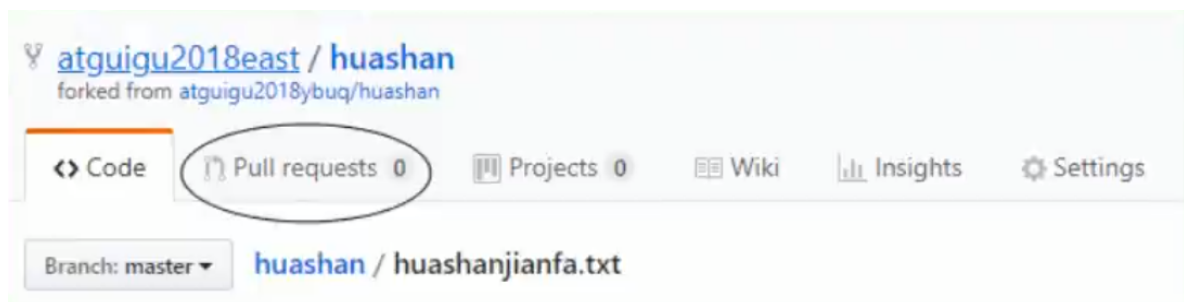 atguigu2018east / huashan
forked from atguigu2018ybuq/huashan
<> Code Pull requests 0 Projects 0 Wiki Insights Settings
Branch: master huashan / huashanjianfa.txt